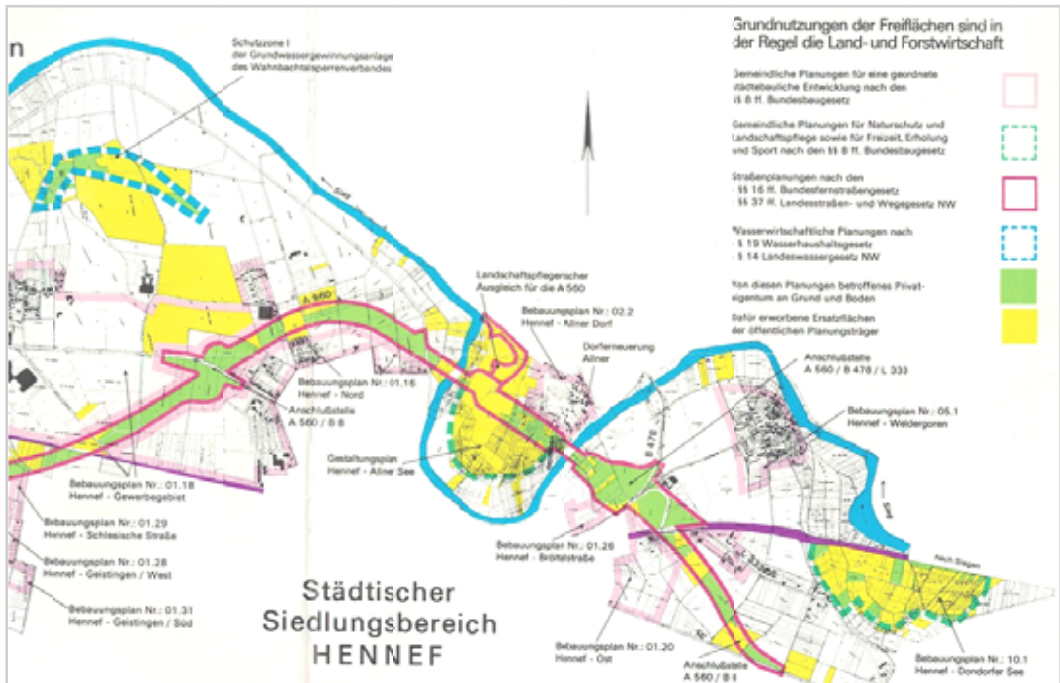 n
Schutzzone I
der Grundwassergewinnungsanlage
des Wahnbachtalsperrenverbandes
Grundnutzungen der Freiflächen sind in
der Regel die Land- und Forstwirtschaft
Gemeindliche Planungen für eine geordnete
städtebauliche Entwicklung nach den
§§ 8 ff. Bundesbaugesetz
Gemeindliche Planungen für Naturschutz und
Landschaftspflege sowie für Freizeit, Erholung
und Sport nach den §§ 8 ff. Bundesbaugesetz
Straßenplanungen nach den
§§ 16 ff. Bundesfernstraßengesetz
§§ 37 ff. Landesstraßen- und Wegegesetz NW
Wasserwirtschaftliche Planungen nach
§ 19 Wasserhaushaltsgesetz
§ 14 Landeswassergesetz NW
Von diesen Planungen betroffenes Privat-
eigentum an Grund und Boden
Dafür erworbene Ersatzflächen
der öffentlichen Planungsträger
Sieg
Landschaftspflegerischer
Ausgleich für die A 560
A 560
Bebauungsplan Nr.: 02.2
Hennef - Allner Dorf
Dorferneuerung
Allner
Anschlußstelle
A 560 / B 478 / L 333
Bebauungsplan Nr.: 01.16
Hennef - Nord
Anschlußstelle
A 560 / B 8
Bebauungsplan Nr.: 05.1
Hennef - Weldergoven
B 478
Gestaltungsplan
Hennef - Allner See
Bebauungsplan Nr.: 01.18
Hennef - Gewerbegebiet
Bebauungsplan Nr.: 01.29
Hennef - Schlesische Straße
Bebauungsplan Nr.: 01.28
Hennef - Geistingen / West
Bebauungsplan Nr.: 01.31
Hennef - Geistingen / Süd
Bebauungsplan Nr.: 01.26
Hennef - Bröltalstraße
Sieg
nach Siegen
Städtischer
Siedlungsbereich
HENNEF
Bebauungsplan Nr.: 01.20
Hennef - Ost
Anschlußstelle
A 560 / B 8
Bebauungsplan Nr.: 10.1
Hennef - Dondorfer See